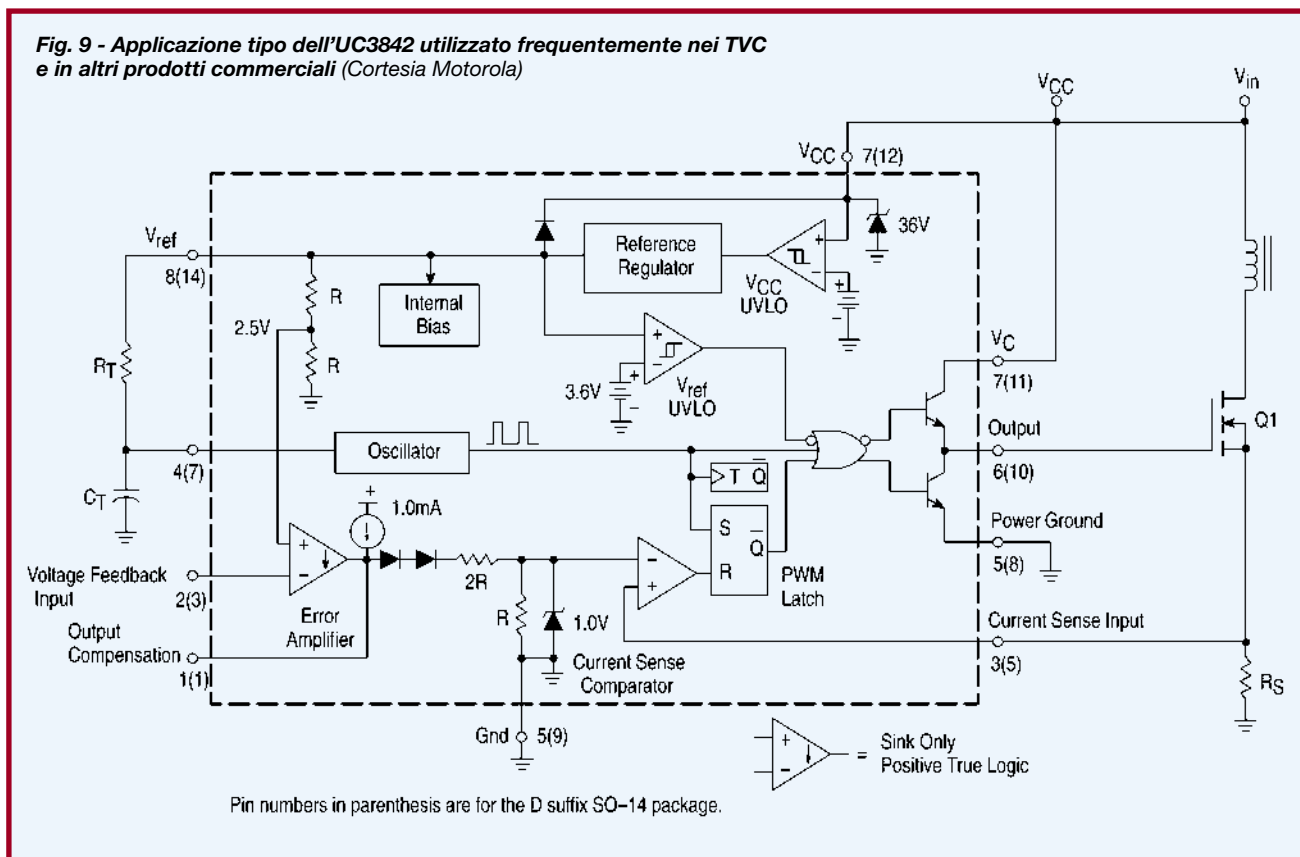 Fig. 9 - Applicazione tipo dell'UC3842 utilizzato frequentemente nei TVC
e in altri prodotti commerciali (Cortesia Motorola)
VCC
Vin
VCC
7(12)
Vref
8(14)
Reference
Regulator
36V
R
Internal
Bias
VCC
UVLO
2.5V
R
RT
3.6V
Vref
UVLO
VC
7(11)
Output
6(10)
Q1
Oscillator
4(7)
T Q
CT
1.0mA
S
Q
R
Power Ground
5(8)
PWM
Latch
Voltage Feedback
Input
2(3)
Error
Amplifier
2R
R
1.0V
Output
Compensation
1(1)
Current Sense
Comparator
Current Sense Input
3(5)
RS
Gnd
5(9)
= Sink Only
Positive True Logic
Pin numbers in parenthesis are for the D suffix SO-14 package.